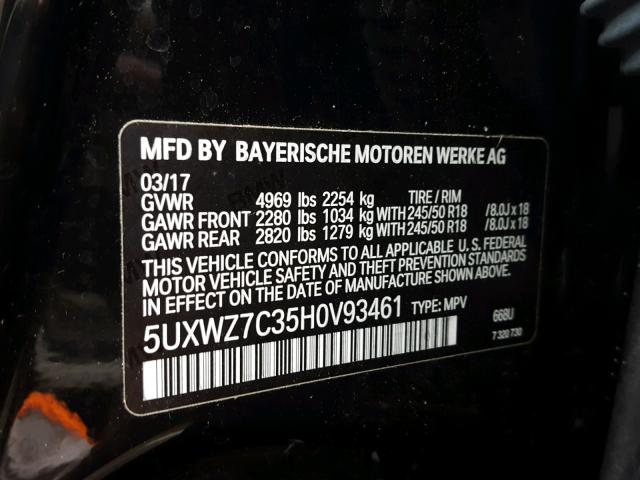 MFD BY BAYERISCHE MOTOREN WERKE AG
03/17 TIRE / RIM
GVWR 4969 lbs 2254 kg
GAWR FRONT 2280 lbs 1034 kg WITH 245/50 R18 /8.0J x 18
GAWR REAR 2820 lbs 1279 kg WITH 245/50 R18 /8.0J x 18
THIS VEHICLE CONFORMS TO ALL APPLICABLE U. S. FEDERAL
MOTOR VEHICLE SAFETY AND THEFT PREVENTION STANDARDS
IN EFFECT ON THE DATE OF MANUFACTURE SHOWN ABOVE.
5UXWZ7C35H0V93461 TYPE: MPV 668U
7 320 730